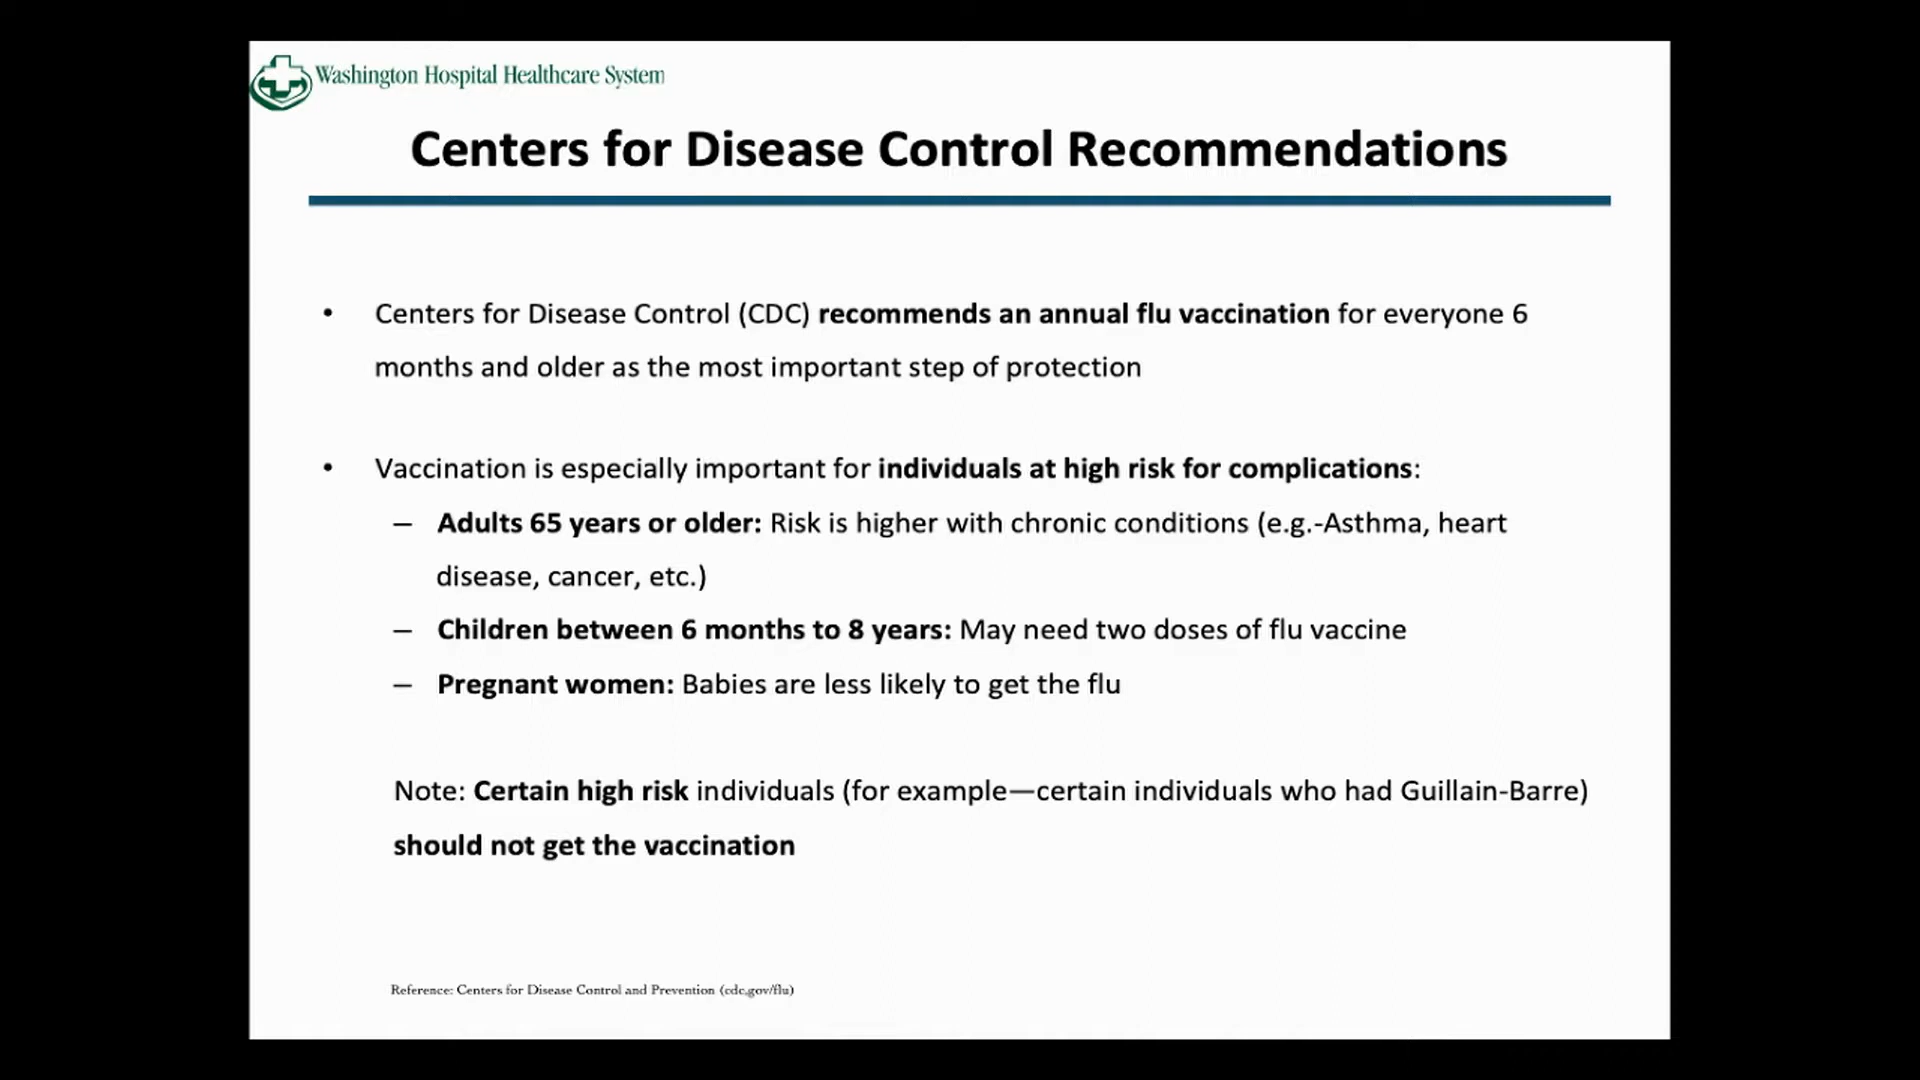 Washington Hospital Healthcare System
Centers for Disease Control Recommendations
• Centers for Disease Control (CDC) recommends an annual flu vaccination for everyone 6
months and older as the most important step of protection
• Vaccination is especially important for individuals at high risk for complications:
– Adults 65 years or older: Risk is higher with chronic conditions (e.g.-Asthma, heart
disease, cancer, etc.)
– Children between 6 months to 8 years: May need two doses of flu vaccine
– Pregnant women: Babies are less likely to get the flu
Note: Certain high risk individuals (for example—certain individuals who had Guillain-Barre)
should not get the vaccination
Reference: Centers for Disease Control and Prevention (cdc.gov/flu)